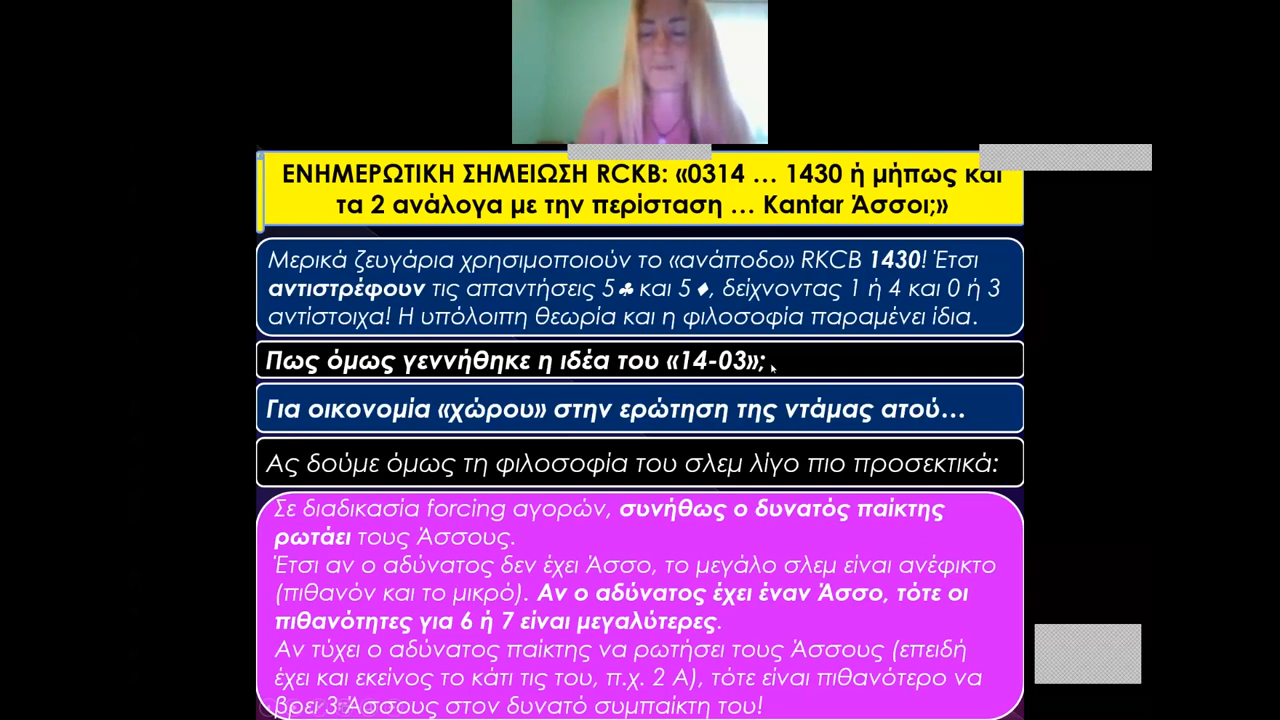 ΕΝΗΜΕΡΩΤΙΚΗ ΣΗΜΕΙΩΣΗ RCKB: «0314 … 1430 ή μήπως και
τα 2 ανάλογα με την περίσταση … Kantar Άσσοι;»
Μερικά ζευγάρια χρησιμοποιούν το «ανάποδο» RKCB 1430! Έτσι
αντιστρέφουν τις απαντήσεις 5♣ και 5♦, δείχνοντας 1 ή 4 και 0 ή 3
αντίστοιχα! Η υπόλοιπη θεωρία και η φιλοσοφία παραμένει ίδια.
Πως όμως γεννήθηκε η ιδέα του «14-03»;
Για οικονομία «χώρου» στην ερώτηση της ντάμας ατού…
Ας δούμε όμως τη φιλοσοφία του σλεμ λίγο πιο προσεκτικά:
Σε διαδικασία forcing αγορών, συνήθως ο δυνατός παίκτης
ρωτάει τους Άσσους.
Έτσι αν ο αδύνατος δεν έχει Άσσο, το μεγάλο σλεμ είναι ανέφικτο
(πιθανόν και το μικρό). Αν ο αδύνατος έχει έναν Άσσο, τότε οι
πιθανότητες για 6 ή 7 είναι μεγαλύτερες.
Αν τύχει ο αδύνατος παίκτης να ρωτήσει τους Άσσους (επειδή
έχει και εκείνος το κάτι τις του, π.χ. 2 Α), τότε είναι πιθανότερο να
βρει 3 Άσσους στον δυνατό συμπαίκτη του!